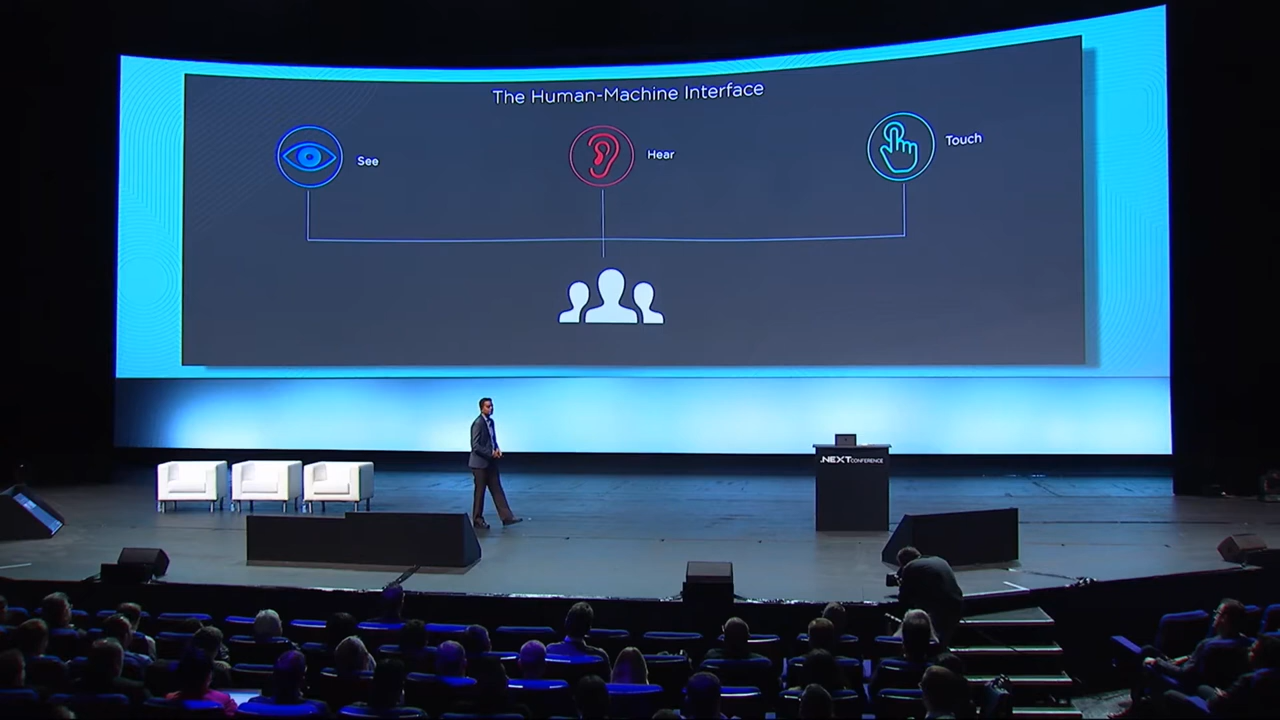 The Human-Machine Interface
See
Hear
Touch
.NEXT CONFERENCE